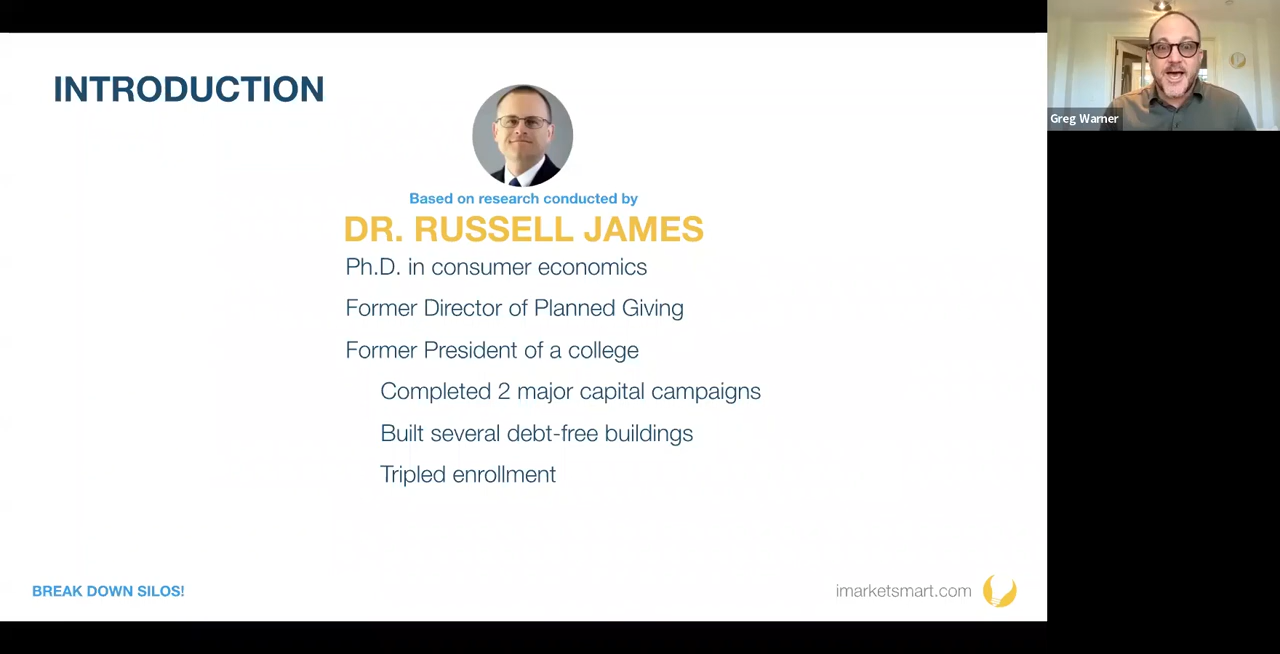 INTRODUCTION
Based on research conducted by
DR. RUSSELL JAMES
Ph.D. in consumer economics
Former Director of Planned Giving
Former President of a college
Completed 2 major capital campaigns
Built several debt-free buildings
Tripled enrollment
BREAK DOWN SILOS!
imarketsmart.com
Greg Warner